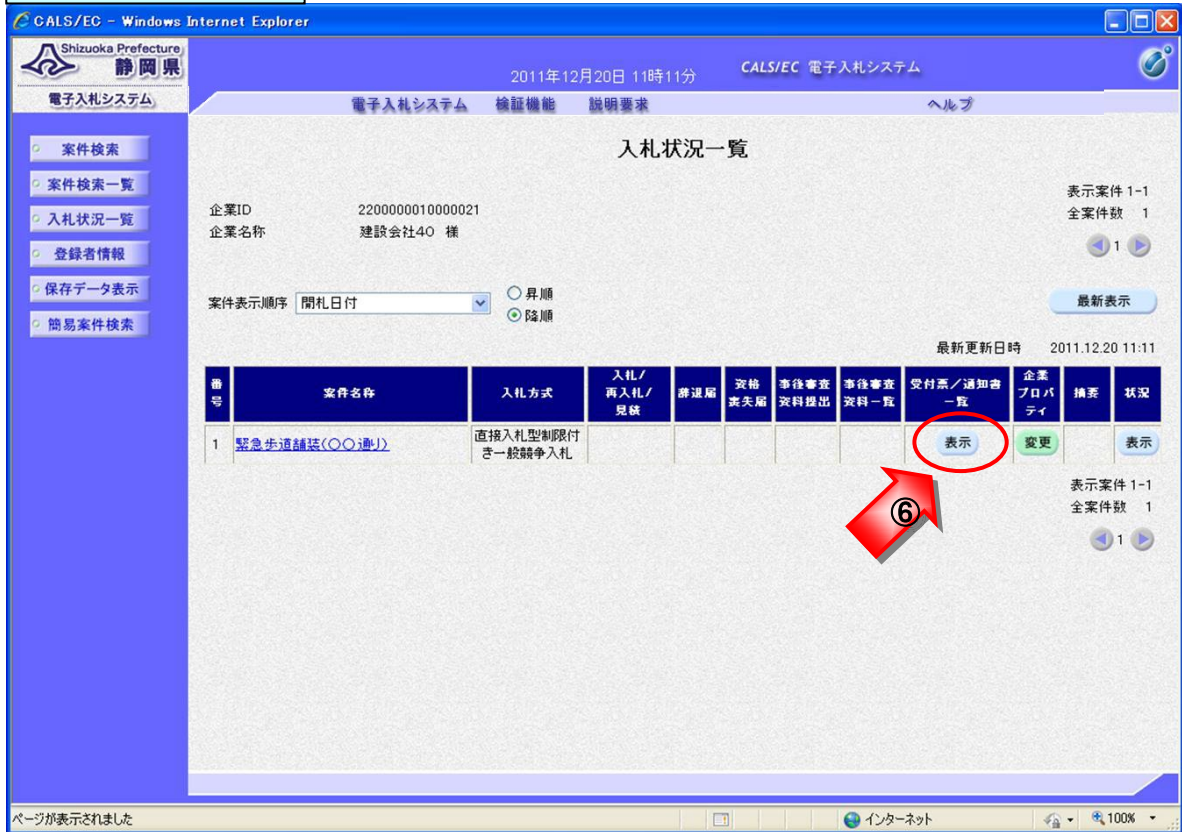 CALS/EC - Windows Internet Explorer
Shizuoka Prefecture
静岡県
電子入札システム
2011年12月20日 11時11分
CALS/EC 電子入札システム
電子入札システム 検証機能 説明要求 ヘルプ
案件検索
案件検索一覧
入札状況一覧
登録者情報
保存データ表示
簡易案件検索
入札状況一覧
企業ID 2200000010000021
企業名称 建設会社40 様
表示案件 1-1
全案件数 1
1
案件表示順序 開札日付
昇順
降順
最新表示
最新更新日時 2011.12.20 11:11
番号 案件名称 入札方式 入札/再入札/見積 辞退届 資格喪失届 事後審査資料提出 事後審査資料一覧 受付票/通知書一覧 企業プロパティ 摘要 状況
1 緊急歩道舗装(〇〇通り) 直接入札型制限付き一般競争入札 表示 変更 表示
⑥
表示案件 1-1
全案件数 1
1
ページが表示されました
インターネット
100%